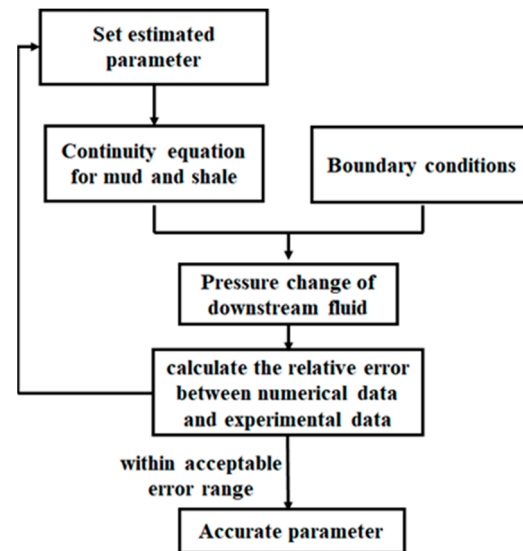 Set estimated
parameter
Continuity equation
for mud and shale
Boundary conditions
Pressure change of
downstream fluid
calculate the relative error
between numerical data
and experimental data
within acceptable
error range
Accurate parameter